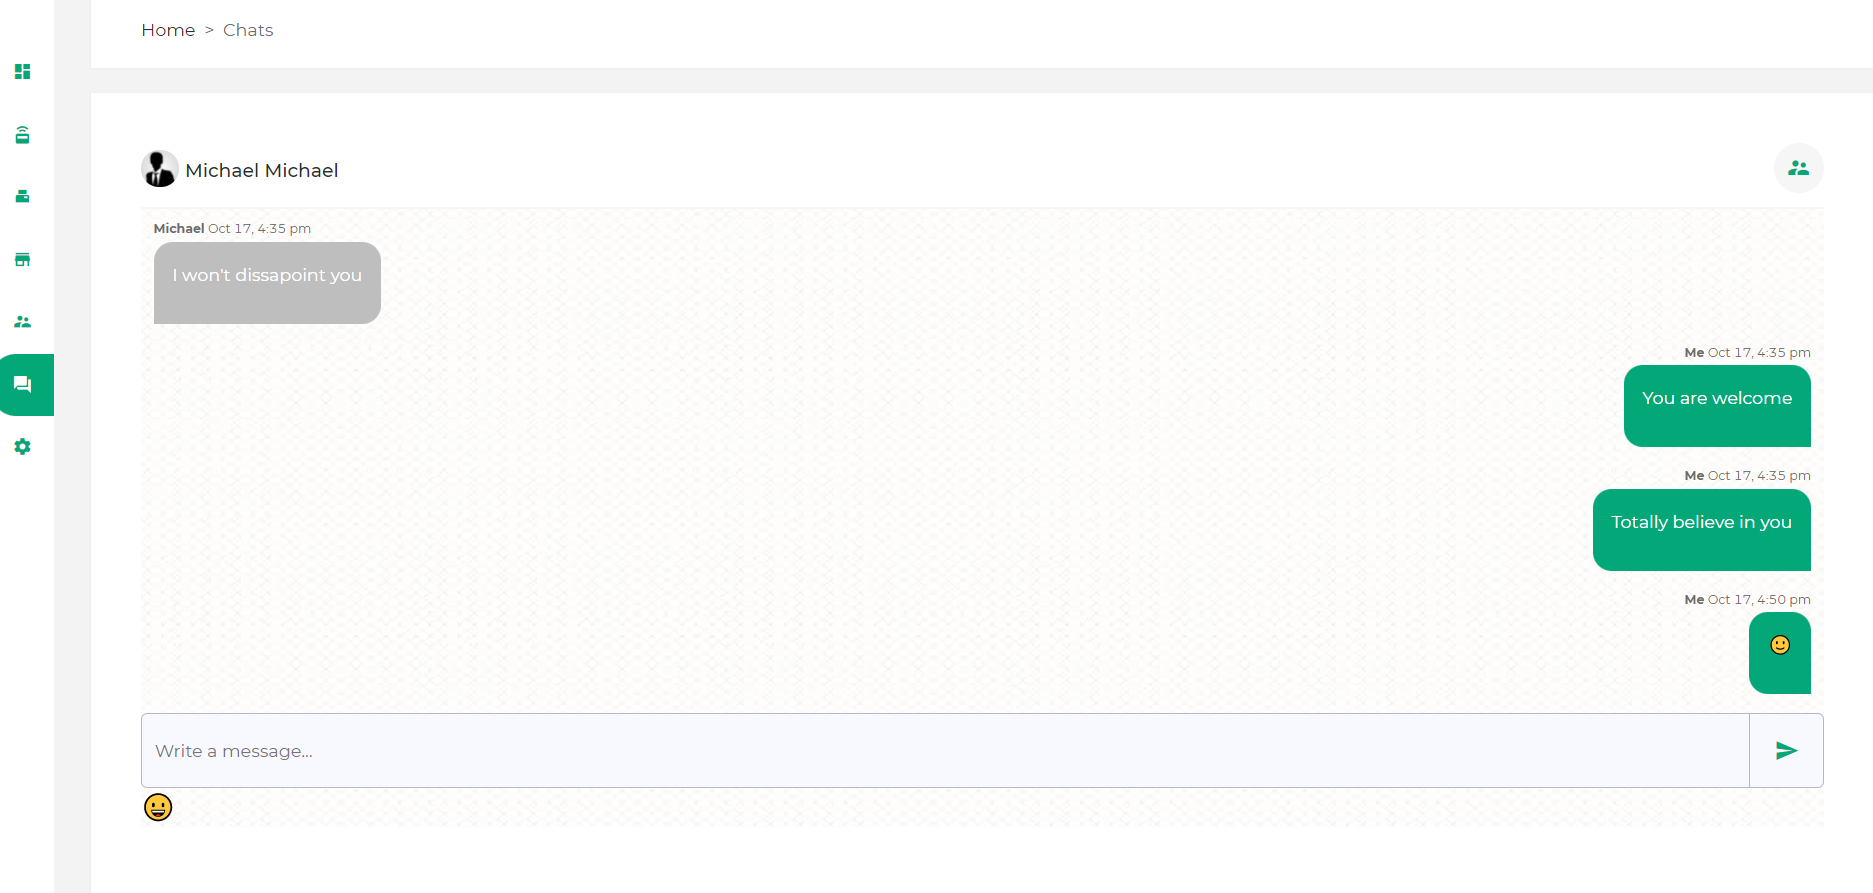 Home > Chats
Michael Michael
Michael Oct 17, 4:35 pm
I won't dissapoint you
Me Oct 17, 4:35 pm
You are welcome
Me Oct 17, 4:35 pm
Totally believe in you
Me Oct 17, 4:50 pm
🙂
Write a message...
😀